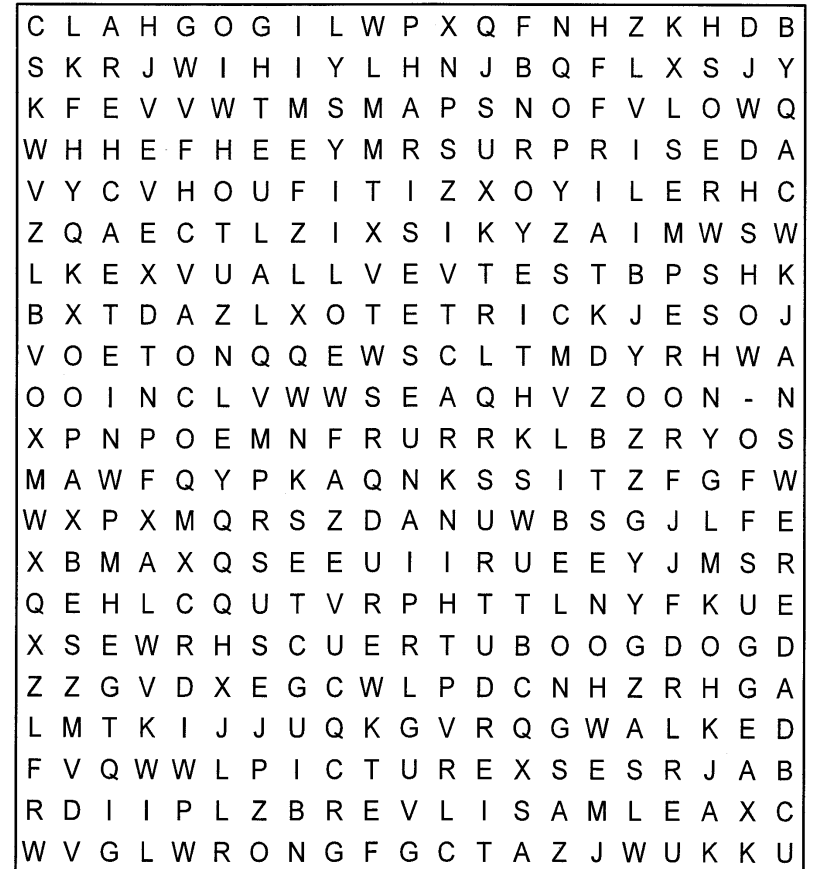 C L A H G O G I L W P X Q F N H Z K H D B
S K R J W I H I Y L H N J B Q F L X S J Y
K F E V V W T M S M A P S N O F V L O W Q
W H H E F H E E Y M R S U R P R I S E D A
V Y C V H O U F I T I Z X O Y I L E R H C
Z Q A E C T L Z I X S I K Y Z A I M W S W
L K E X V U A L L V E V T E S T B P S H K
B X T D A Z L X O T E T R I C K J E S O J
V O E T O N Q Q E W S C L T M D Y R H W A
O O I N C L V W W S E A Q H V Z O O N - N
X P N P O E M N F R U R R K L B Z R Y O S
M A W F Q Y P K A Q N K S S I T Z F G F W
W X P X M Q R S Z D A N U W B S G J L F E
X B M A X Q S E E U I I R U E E Y J M S R
Q E H L C Q U T V R P H T T L N Y F K U E
X S E W R H S C U E R T U B O O G D O G D
Z Z G V D X E G C W L P D C N H Z R H G A
L M T K I J J U Q K G V R Q G W A L K E D
F V Q W W L P I C T U R E X S E S R J A B
R D I I P L Z B R E V L I S A M L E A X C
W V G L W R O N G F G C T A Z J W U K K U